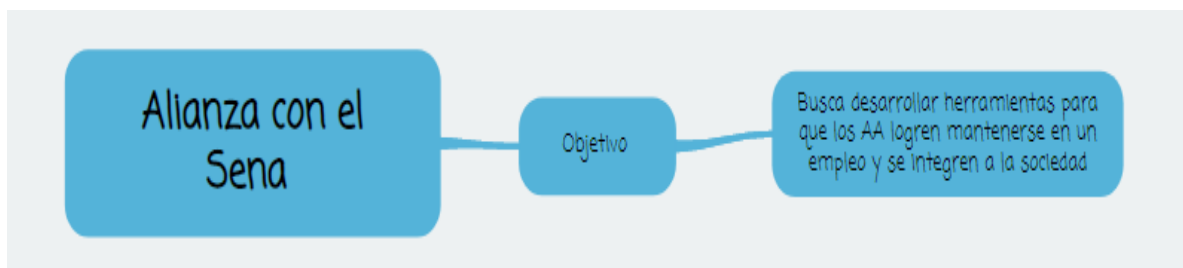 Alianza con el
Sena
Objetivo
Busca desarrollar herramientas para
que los AA logren mantenerse en un
empleo y se integren a la sociedad